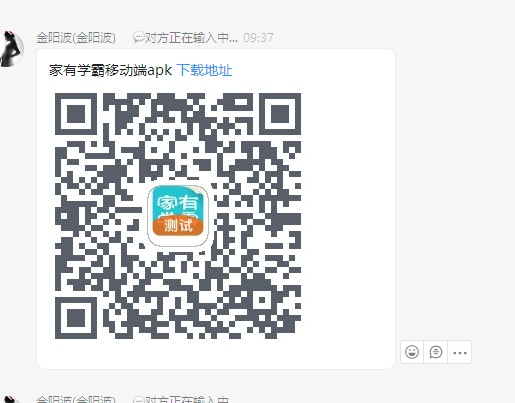 金阳波(金阳波) 对方正在输入中... 09:37
家有学霸移动端apk 下载地址
家有
学霸
测试
金阳波(金阳波) 对方正在输入中